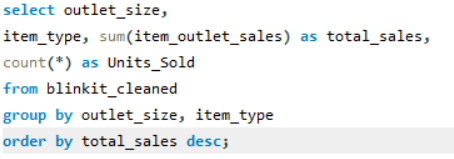 select outlet_size,
item_type, sum(item_outlet_sales) as total_sales,
count(*) as Units_Sold
from blinkit_cleaned
group by outlet_size, item_type
order by total_sales desc;